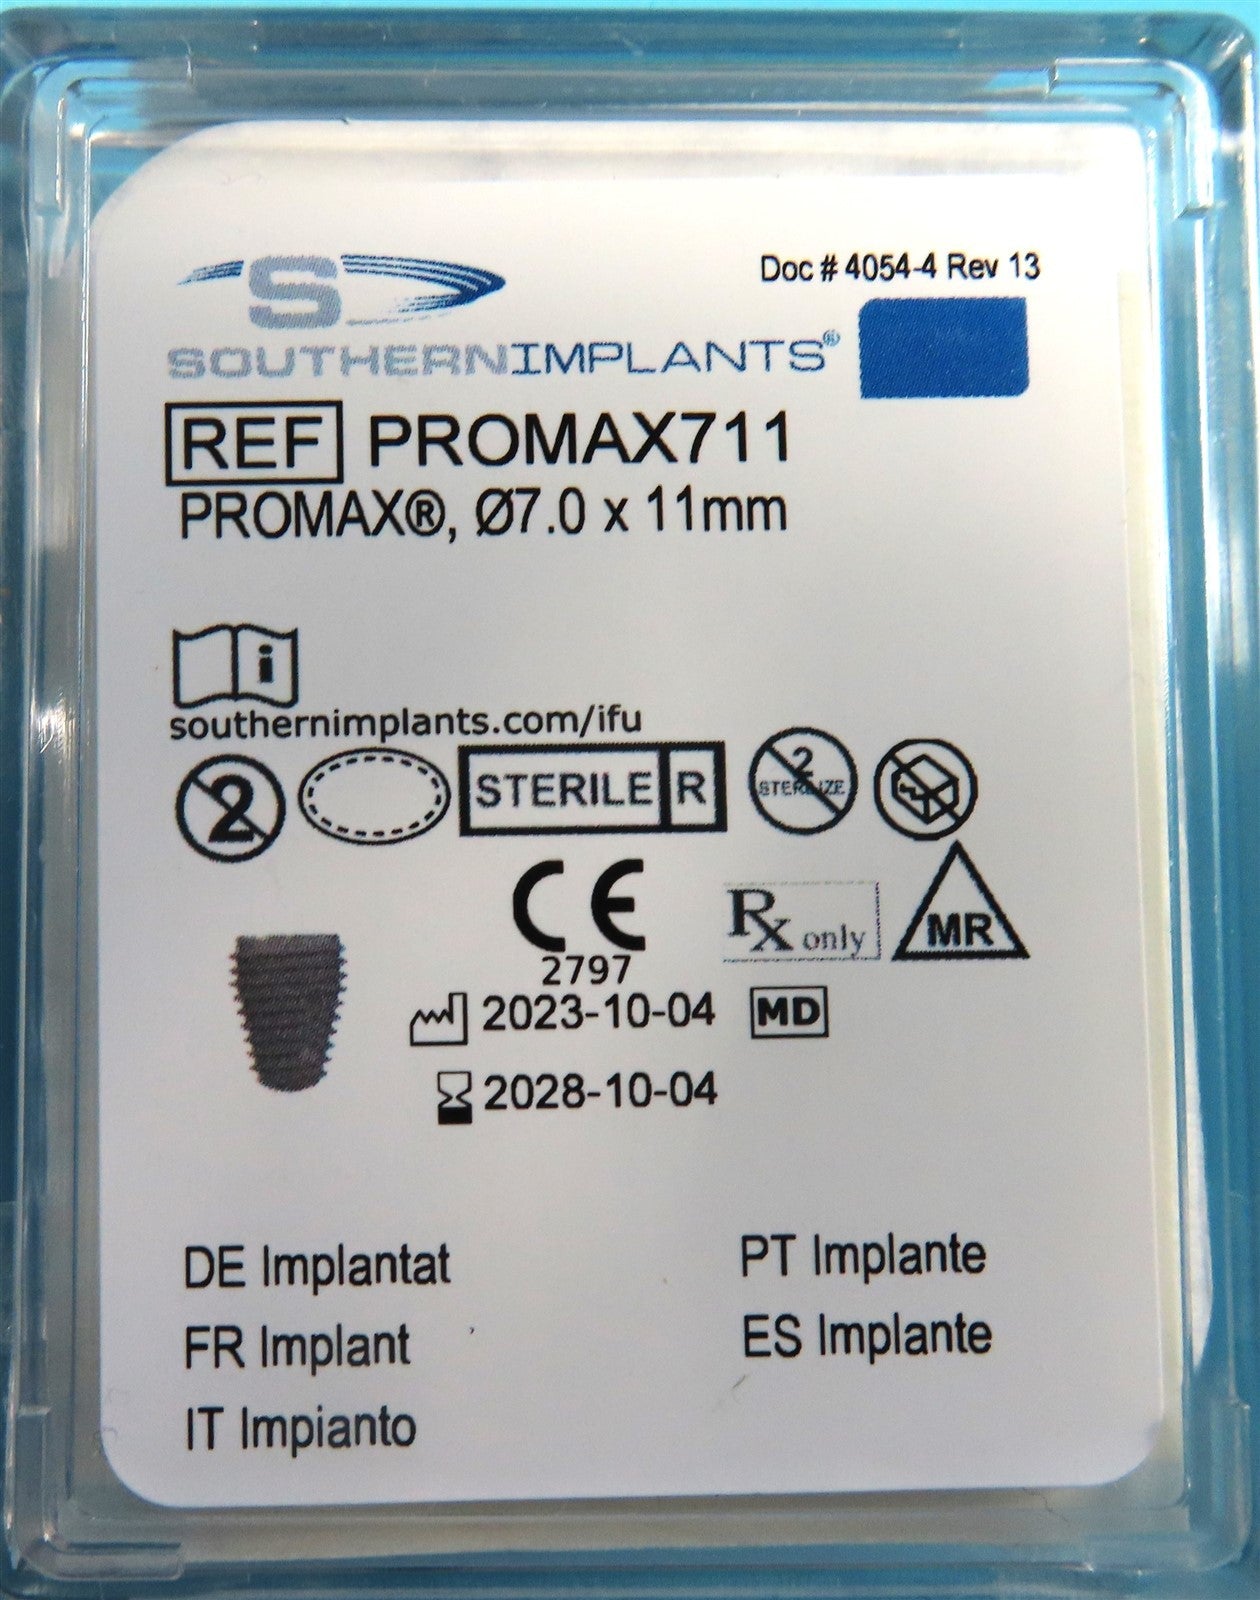 Doc # 4054-4 Rev 13
S
SOUTHERNIMPLANTS®
REF PROMAX711
PROMAX®, Ø7.0 x 11mm
i
southernimplants.com/ifu
2 STERILE R 2 STERILIZE
CE Rx only MR
2797
2023-10-04 MD
2028-10-04
DE Implantat PT Implante
FR Implant ES Implante
IT Impianto